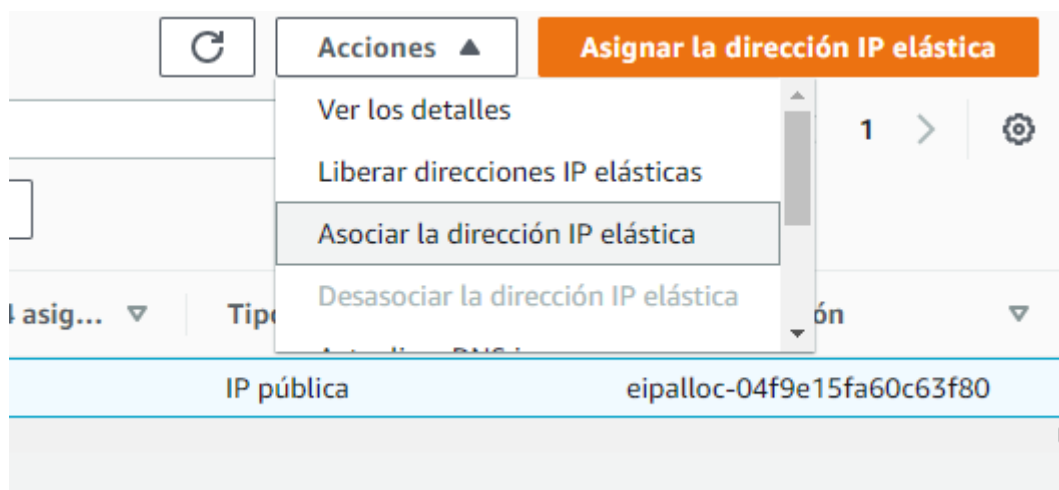 Acciones
Asignar la dirección IP elástica
Ver los detalles
1
Liberar direcciones IP elásticas
Asociar la dirección IP elástica
Desasociar la dirección IP elástica
asig...
Tipo
ón
IP pública
eipalloc-04f9e15fa60c63f80